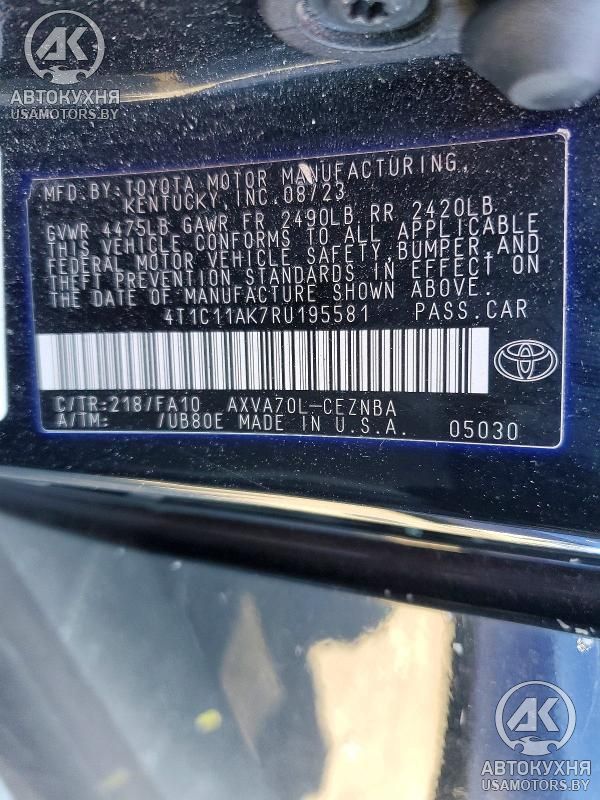 АК
АВТОКУХНЯ
USAMOTORS.BY
MFD.BY:TOYOTA MOTOR MANUFACTURING,
KENTUCKY, INC.08/23
GVWR 4475LB GAWR FR 2490LB RR 2420LB
THIS VEHICLE CONFORMS TO ALL APPLICABLE
FEDERAL MOTOR VEHICLE SAFETY,BUMPER,AND
THEFT PREVENTION STANDARDS IN EFFECT ON
THE DATE OF MANUFACTURE SHOWN ABOVE.
4T1C11AK7RU195581 PASS.CAR
C/TR:218/FA10 AXVA70L-CEZNBA
A/TM: /UB80E MADE IN U.S.A. 05030
АК
АВТОКУХНЯ
USAMOTORS.BY